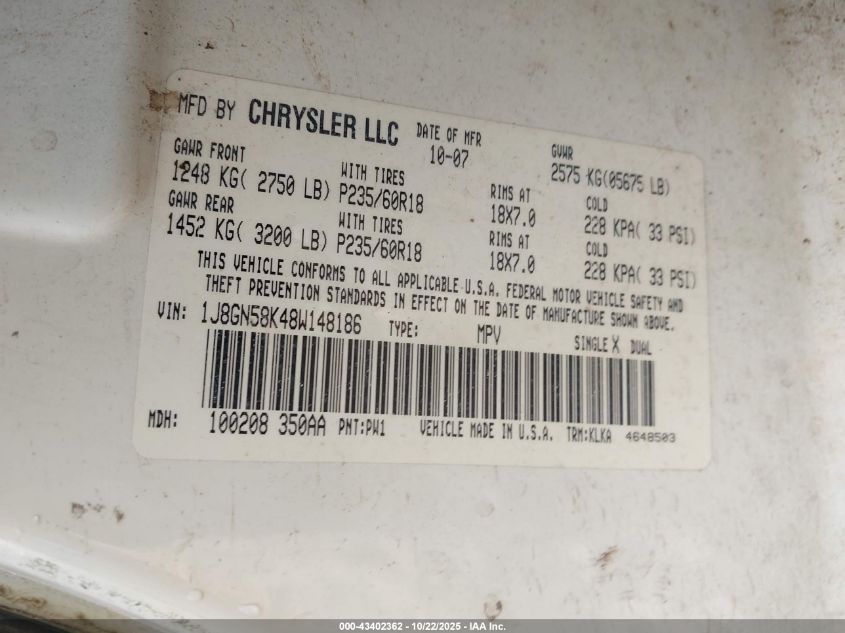 MFD BY CHRYSLER LLC DATE OF MFR GVWR
10-07 2575 KG(05675 LB)
GAWR FRONT WITH TIRES RIMS AT COLD
1248 KG( 2750 LB) P235/60R18 18X7.0 228 KPA( 33 PSI)
GAWR REAR WITH TIRES RIMS AT COLD
1452 KG( 3200 LB) P235/60R18 18X7.0 228 KPA( 33 PSI)
THIS VEHICLE CONFORMS TO ALL APPLICABLE U.S.A. FEDERAL MOTOR VEHICLE SAFETY AND
THEFT PREVENTION STANDARDS IN EFFECT ON THE DATE OF MANUFACTURE SHOWN ABOVE.
VIN: 1J8GN58K48W148186 TYPE: MPV SINGLE X DUAL
MDH: 100208 350AA PNT:PW1 VEHICLE MADE IN U.S.A. TRM:KLKA 4648503
000-43402362 - 10/22/2025 - IAA Inc.